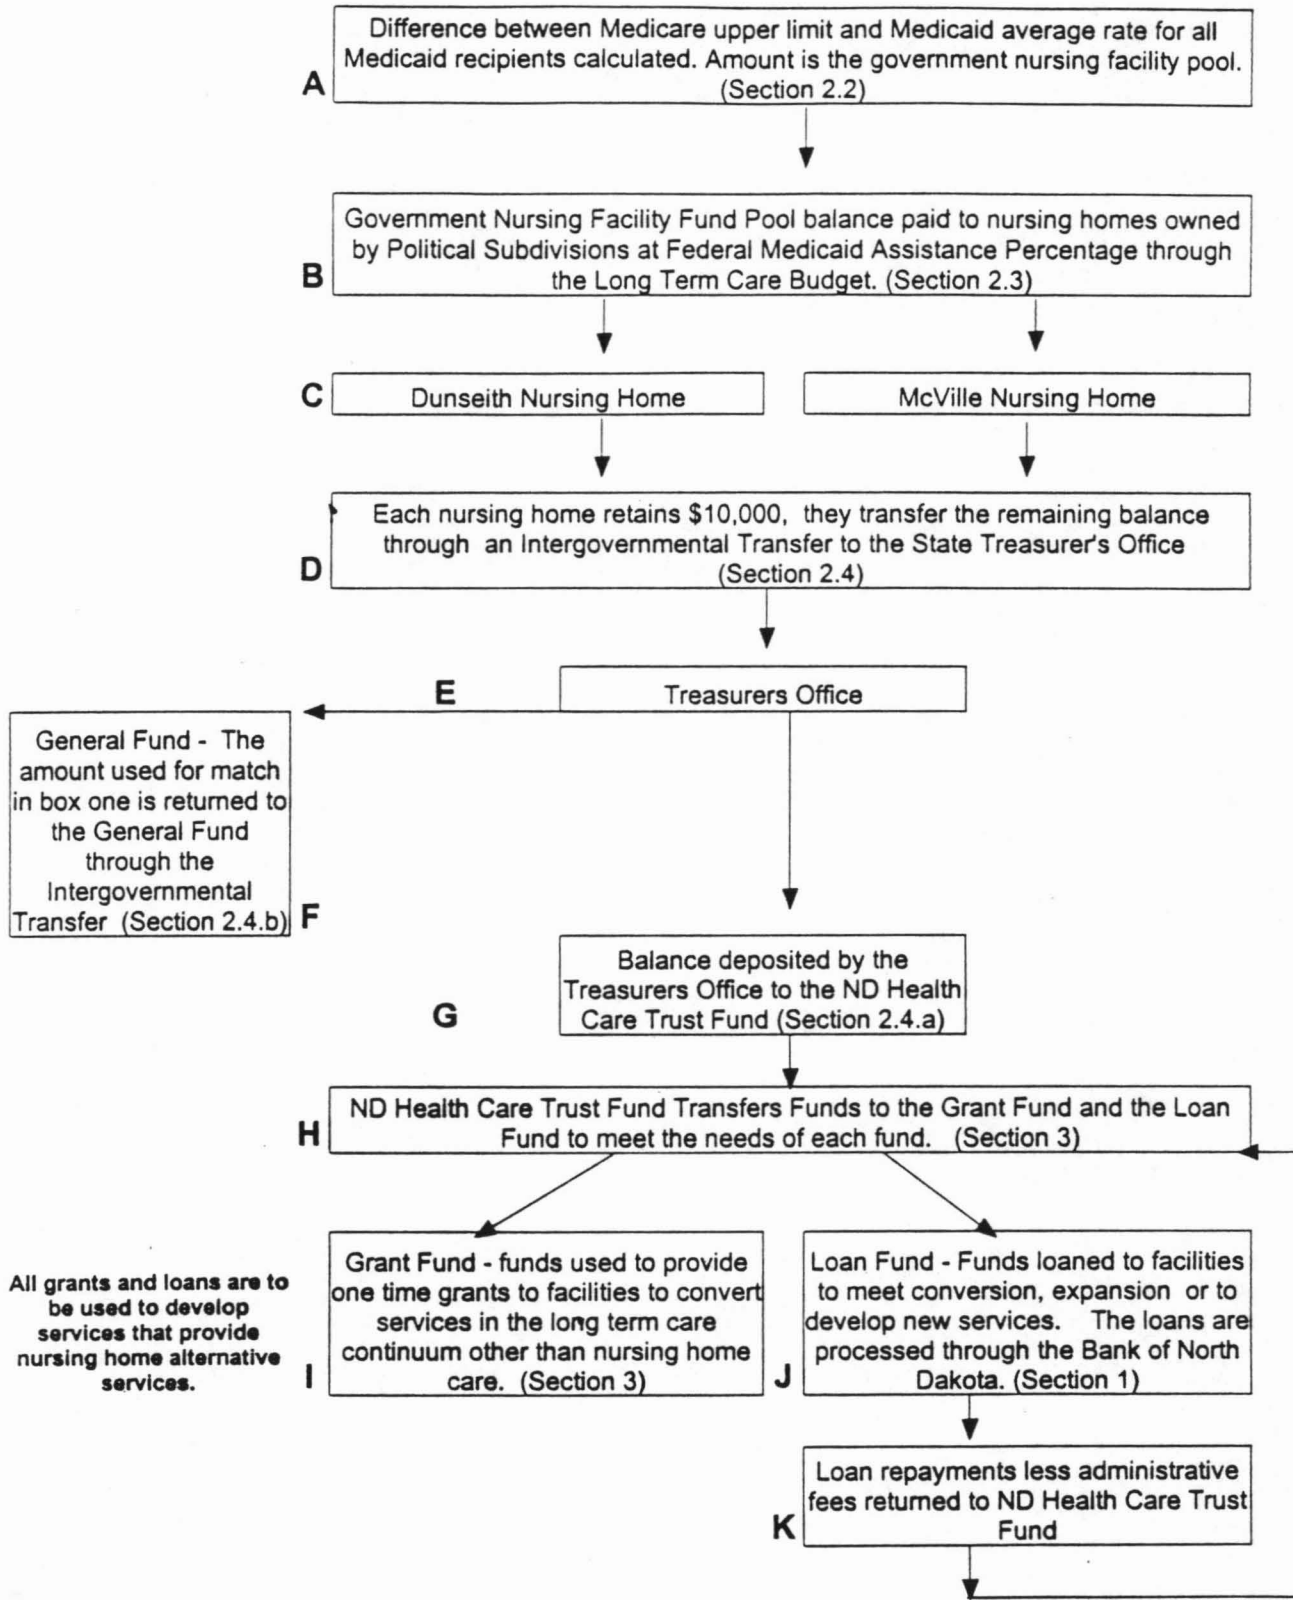 Difference between Medicare upper limit and Medicaid average rate for all
Medicaid recipients calculated. Amount is the government nursing facility pool.
(Section 2.2)
A
Government Nursing Facility Fund Pool balance paid to nursing homes owned
by Political Subdivisions at Federal Medicaid Assistance Percentage through
the Long Term Care Budget. (Section 2.3)
B
C
Dunseith Nursing Home
McVille Nursing Home
Each nursing home retains $10,000, they transfer the remaining balance
through an Intergovernmental Transfer to the State Treasurer's Office
(Section 2.4)
D
E
Treasurers Office
General Fund - The
amount used for match
in box one is returned to
the General Fund
through the
Intergovernmental
Transfer (Section 2.4.b)
F
Balance deposited by the
Treasurers Office to the ND Health
Care Trust Fund (Section 2.4.a)
G
ND Health Care Trust Fund Transfers Funds to the Grant Fund and the Loan
Fund to meet the needs of each fund. (Section 3)
H
All grants and loans are to
be used to develop
services that provide
nursing home alternative
services.
Grant Fund - funds used to provide
one time grants to facilities to convert
services in the long term care
continuum other than nursing home
care. (Section 3)
I
Loan Fund - Funds loaned to facilities
to meet conversion, expansion or to
develop new services. The loans are
processed through the Bank of North
Dakota. (Section 1)
J
Loan repayments less administrative
fees returned to ND Health Care Trust
Fund
K